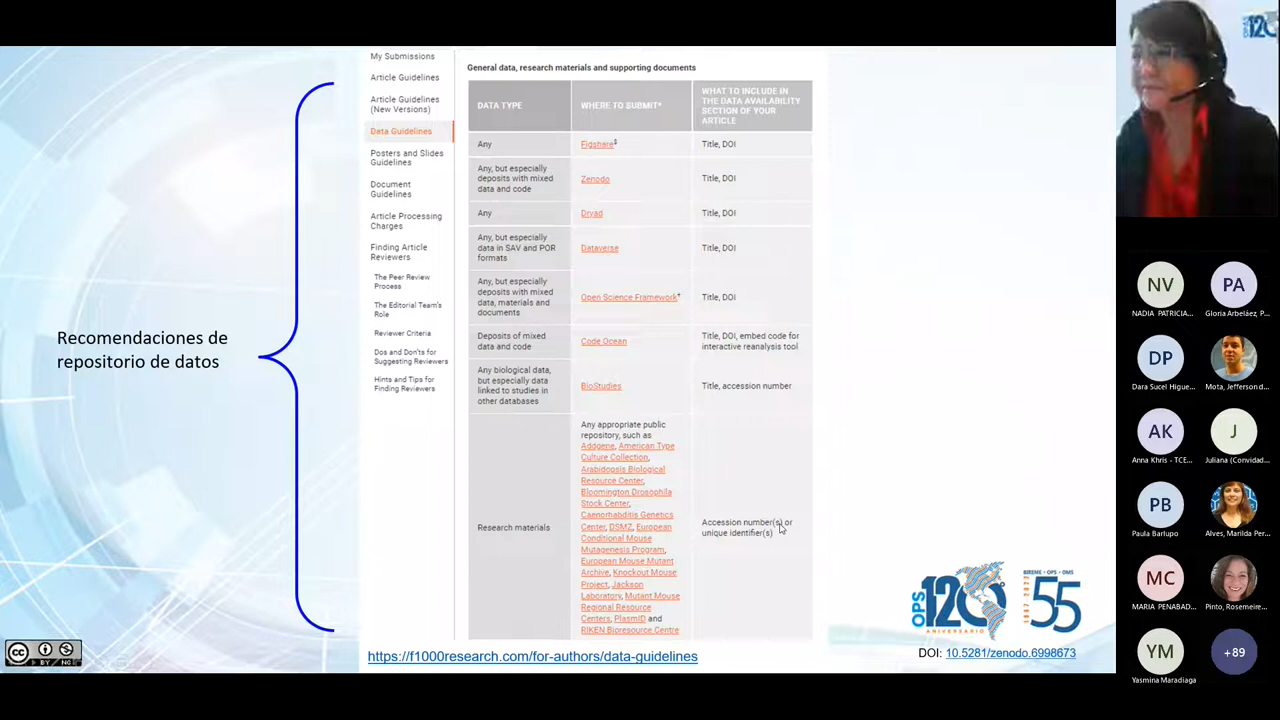 Recomendaciones de
repositorio de datos
My Submissions
Article Guidelines
Article Guidelines
(New Versions)
Data Guidelines
Posters and Slides
Guidelines
Document
Guidelines
Article Processing
Charges
Finding Article
Reviewers
The Peer Review
Process
The Editorial Team's
Role
Reviewer Criteria
Dos and Don'ts for
Suggesting Reviewers
Hints and Tips for
Finding Reviewers
General data, research materials and supporting documents
DATA TYPE
WHERE TO SUBMIT*
WHAT TO INCLUDE IN
THE DATA AVAILABILITY
SECTION OF YOUR
ARTICLE
Any
Figshare‡
Title, DOI
Any, but especially
deposits with mixed
data and code
Zenodo
Title, DOI
Any
Dryad
Title, DOI
Any, but especially
data in SAV and POR
formats
Dataverse
Title, DOI
Any, but especially
deposits with mixed
data, materials and
documents
Open Science Framework†
Title, DOI
Deposits of mixed
data and code
Code Ocean
Title, DOI, embed code for
interactive reanalysis tool
Any biological data,
but especially data
linked to studies in
other databases
BioStudies
Title, accession number
Research materials
Any appropriate public
repository, such as
Addgene, American Type
Culture Collection,
Arabidopsis Biological
Resource Center,
Bloomington Drosophila
Stock Center,
Caenorhabditis Genetics
Center, DSMZ, European
Conditional Mouse
Mutagenesis Program,
European Mouse Mutant
Archive, Knockout Mouse
Project, Jackson
Laboratory, Mutant Mouse
Regional Resource
Centers, PlasmID and
RIKEN Bioresource Centre
Accession number(s) or
unique identifier(s)
https://f1000research.com/for-authors/data-guidelines
cc BY NC
OPS 120
ANIVERSARIO
BIREME · OPS · OMS
55
DOI: 10.5281/zenodo.6998673
NV
NADIA PATRICIA...
PA
Gloria Arbeláez, P...
DP
Dara Sucel Higue...
Mota, Jefferson d...
AK
Anna Khris - TCE...
J
Juliana (Convidad...
PB
Paula Barlupo
Alves, Marilda Per...
MC
MARIA PENABAD...
Pinto, Rosemeire...
YM
Yasmina Maradiaga
+89